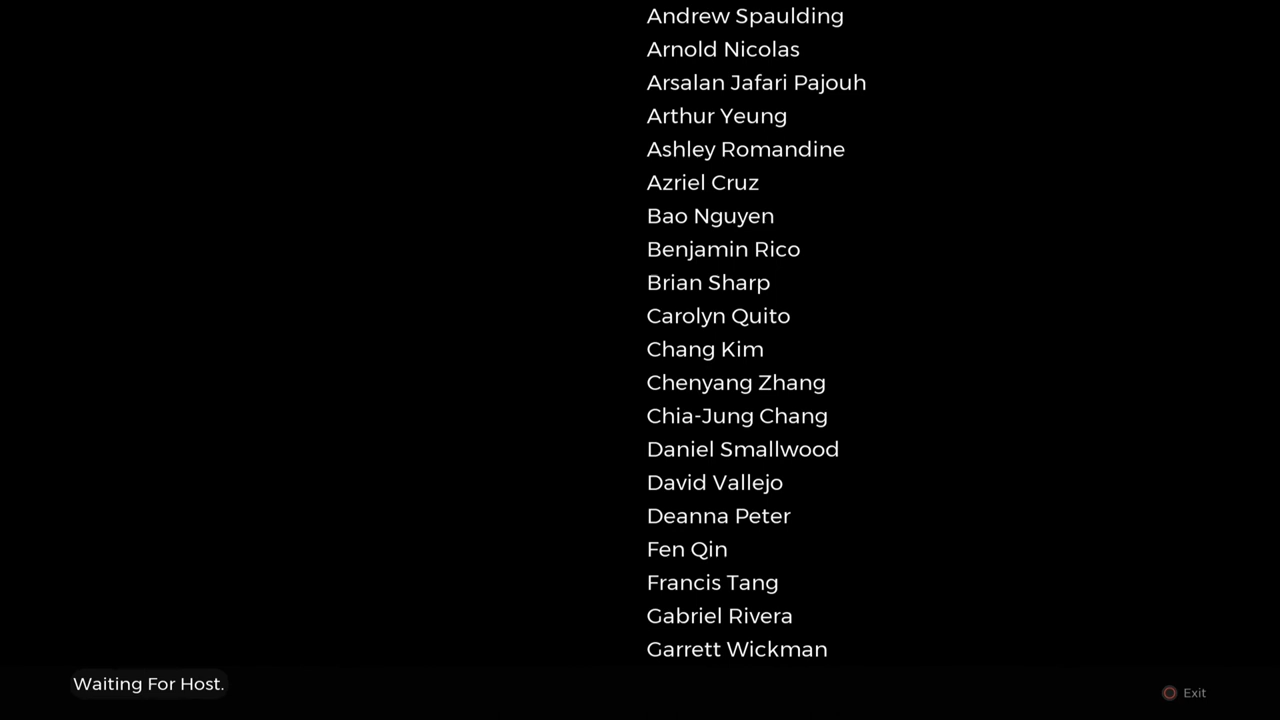 Andrew Spaulding
Arnold Nicolas
Arsalan Jafari Pajouh
Arthur Yeung
Ashley Romandine
Azriel Cruz
Bao Nguyen
Benjamin Rico
Brian Sharp
Carolyn Quito
Chang Kim
Chenyang Zhang
Chia-Jung Chang
Daniel Smallwood
David Vallejo
Deanna Peter
Fen Qin
Francis Tang
Gabriel Rivera
Garrett Wickman
Waiting For Host.
Exit